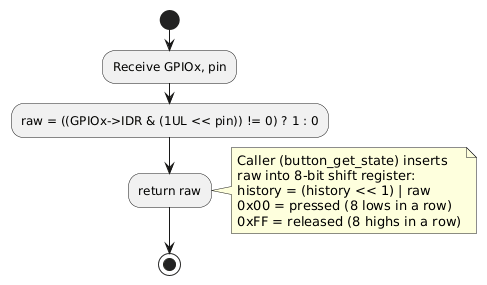 Receive GPIOx, pin
raw = ((GPIOx->IDR & (1UL << pin)) != 0) ? 1 : 0
return raw
Caller (button_get_state) inserts
raw into 8-bit shift register:
history = (history << 1) | raw
0x00 = pressed (8 lows in a row)
0xFF = released (8 highs in a row)